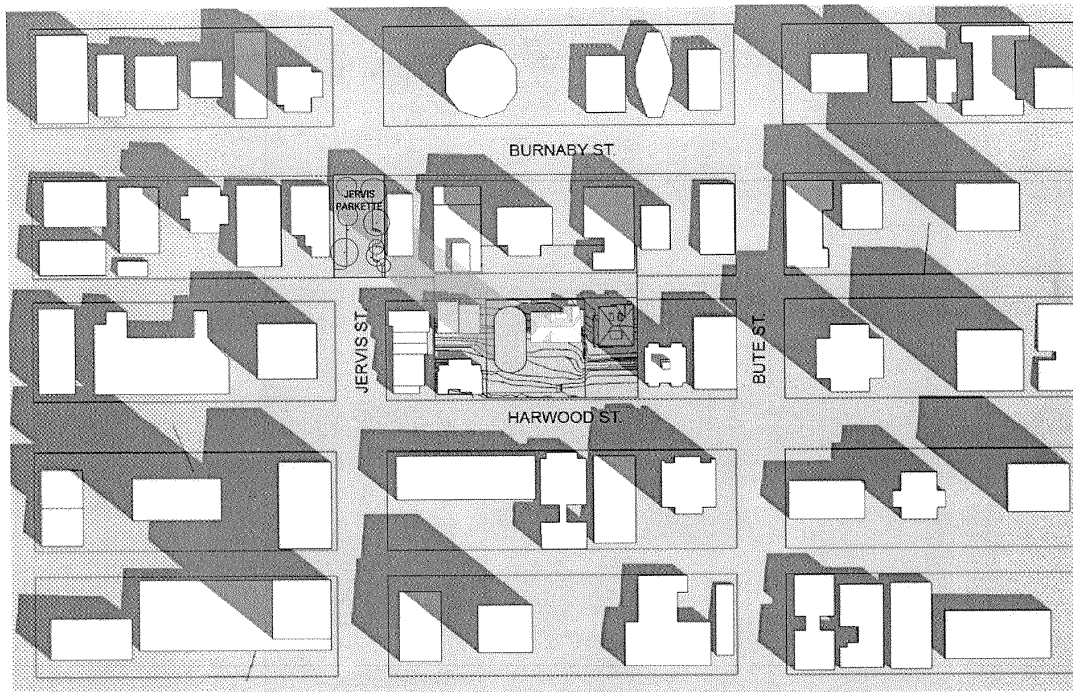 BURNABY ST.
JERVIS
PARKETTE
JERVIS ST.
BUTE ST.
HARWOOD ST.